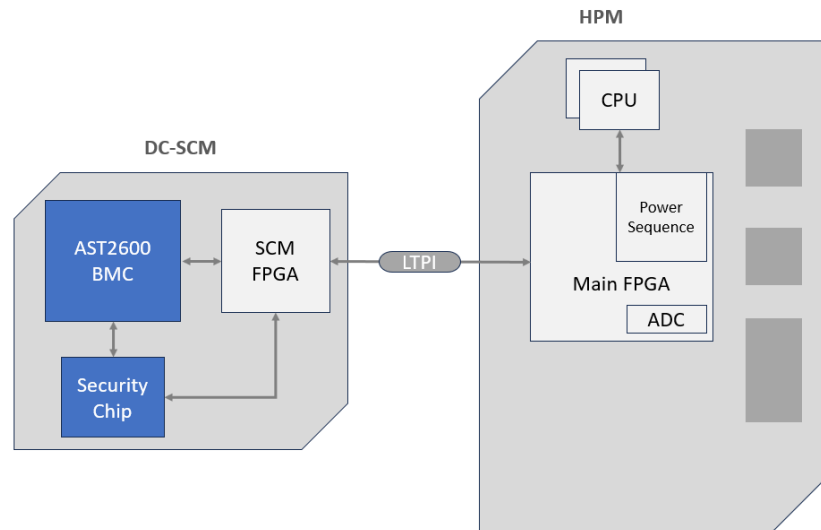 HPM
CPU
DC-SCM
AST2600
BMC
SCM
FPGA
LTPI
Power
Sequence
Main FPGA
ADC
Security
Chip